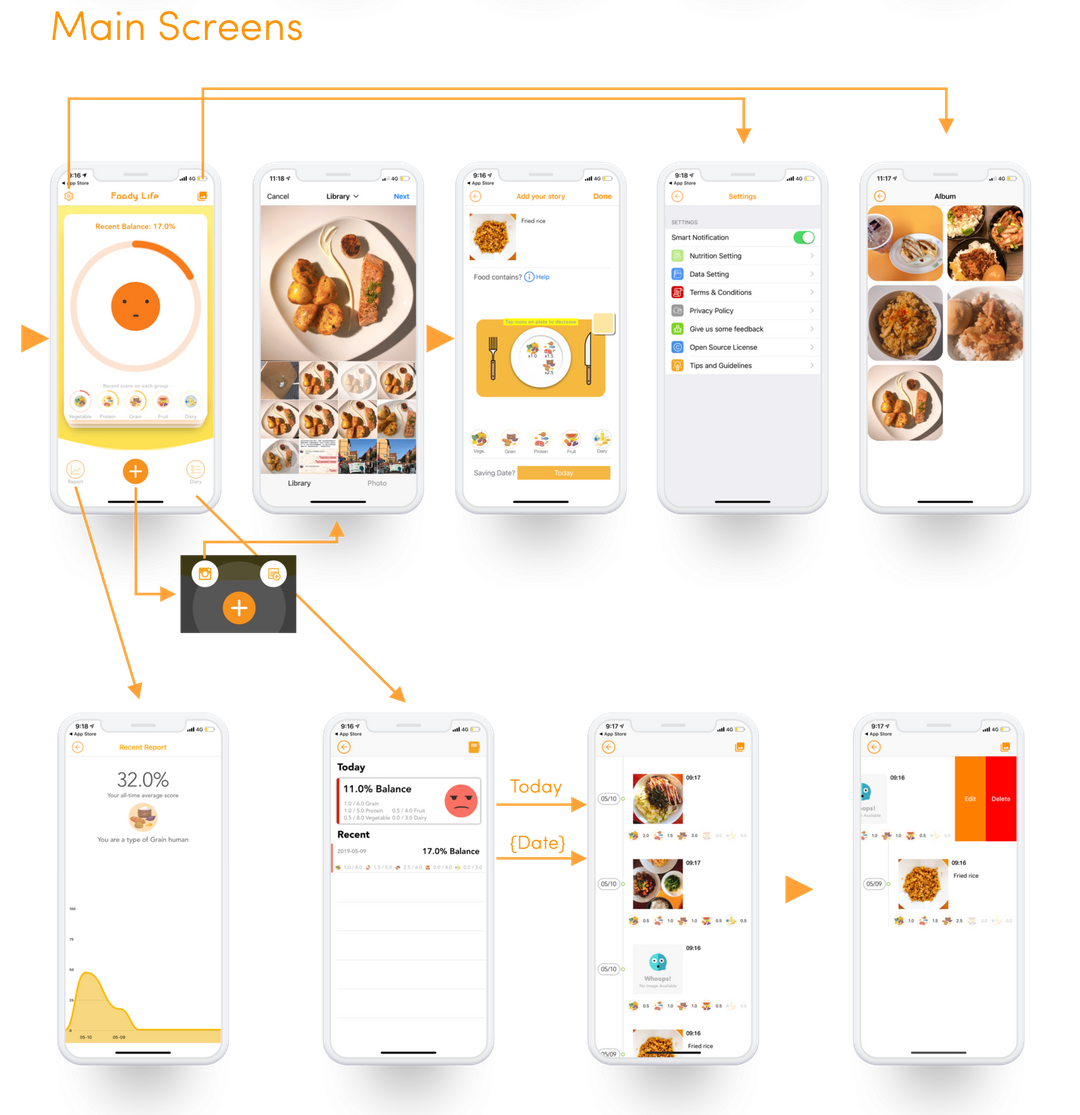 Main Screens
9:16
App Store
4G
Foody Life
Recent Balance: 17.0%
- Recent score on each group -
Vegetable Protein Grain Fruit Dairy
Report
Diary
11:18
4G
Cancel Library Next
Library Photo
9:16
App Store
4G
Add your story Done
Fried rice
Food contains? i Help
Tap icons on plate to decrease
Vege. Grain Protein Fruit Dairy
Saving Date? Today
9:18
App Store
4G
Settings
SETTINGS
Smart Notification
Nutrition Setting
Data Setting
Terms & Conditions
Privacy Policy
Give us some feedback
Open Source License
Tips and Guidelines
11:17
4G
Album
9:18
App Store
4G
Recent Report
32.0%
Your all-time average score
You are a type of Grain human
100
75
50
25
0
05-10 05-09
9:16
App Store
4G
Today
11.0% Balance
1.0 / 6.0 Grain
1.0 / 5.0 Protein 0.5 / 4.0 Fruit
0.5 / 8.0 Vegetable 0.0 / 3.0 Dairy
Recent
2019-05-09 17.0% Balance
1.0 / 8.0 1.5 / 5.0 2.5 / 6.0 0.0 / 4.0 0.0 / 3.0
Today
{Date}
9:17
App Store
4G
09:17
05/10
2.0 1.5 3.0 0.0 0.0
09:17
05/10
0.5 0.5 1.0 0.5 0.5
09:16
05/10
Whoops!
No Image Available
0.5 1.0 1.0 0.5 0.0
09:16
Fried rice
05/09
9:17
App Store
4G
09:16
oops!
Available
Edit Delete
1.0 1.0 0.5 0.0
09:16
Fried rice
05/09
1.0 1.5 2.5 0.0 0.0